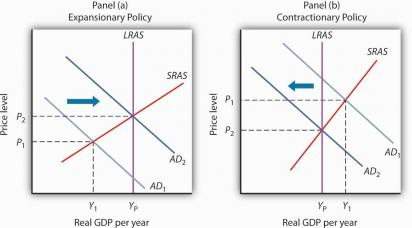 Panel (a)
Expansionary Policy
LRAS
SRAS
Price level
P2
P1
AD2
AD1
Y1
YP
Real GDP per year
Panel (b)
Contractionary Policy
LRAS
SRAS
Price level
P1
P2
AD1
AD2
YP
Y1
Real GDP per year